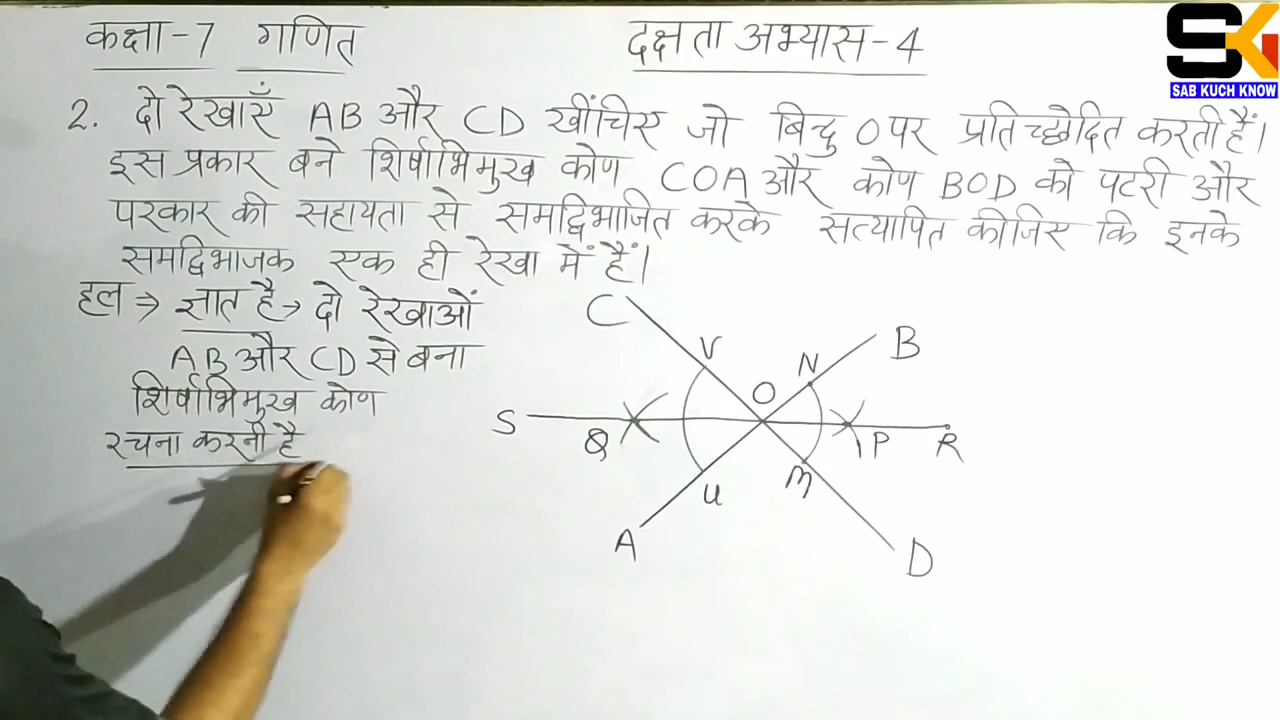 कक्षा-7 गणित
दक्षता अभ्यास-4
SK
SAB KUCH KNOW
2. दो रेखाएँ AB और CD खींचिए जो बिन्दु O पर प्रतिच्छेदित करती हैं।
इस प्रकार बने शिर्षाभिमुख कोण COA और कोण BOD को पटरी और
परकार की सहायता से समद्विभाजित करके सत्यापित कीजिए कि इनके
समद्विभाजक एक ही रेखा में हैं।
हल ⇒ ज्ञात है→ दो रेखाओं
AB और CD से बना
शिर्षाभिमुख कोण
रचना करनी है
C
V
N
B
O
S
Q
P
R
U
M
A
D